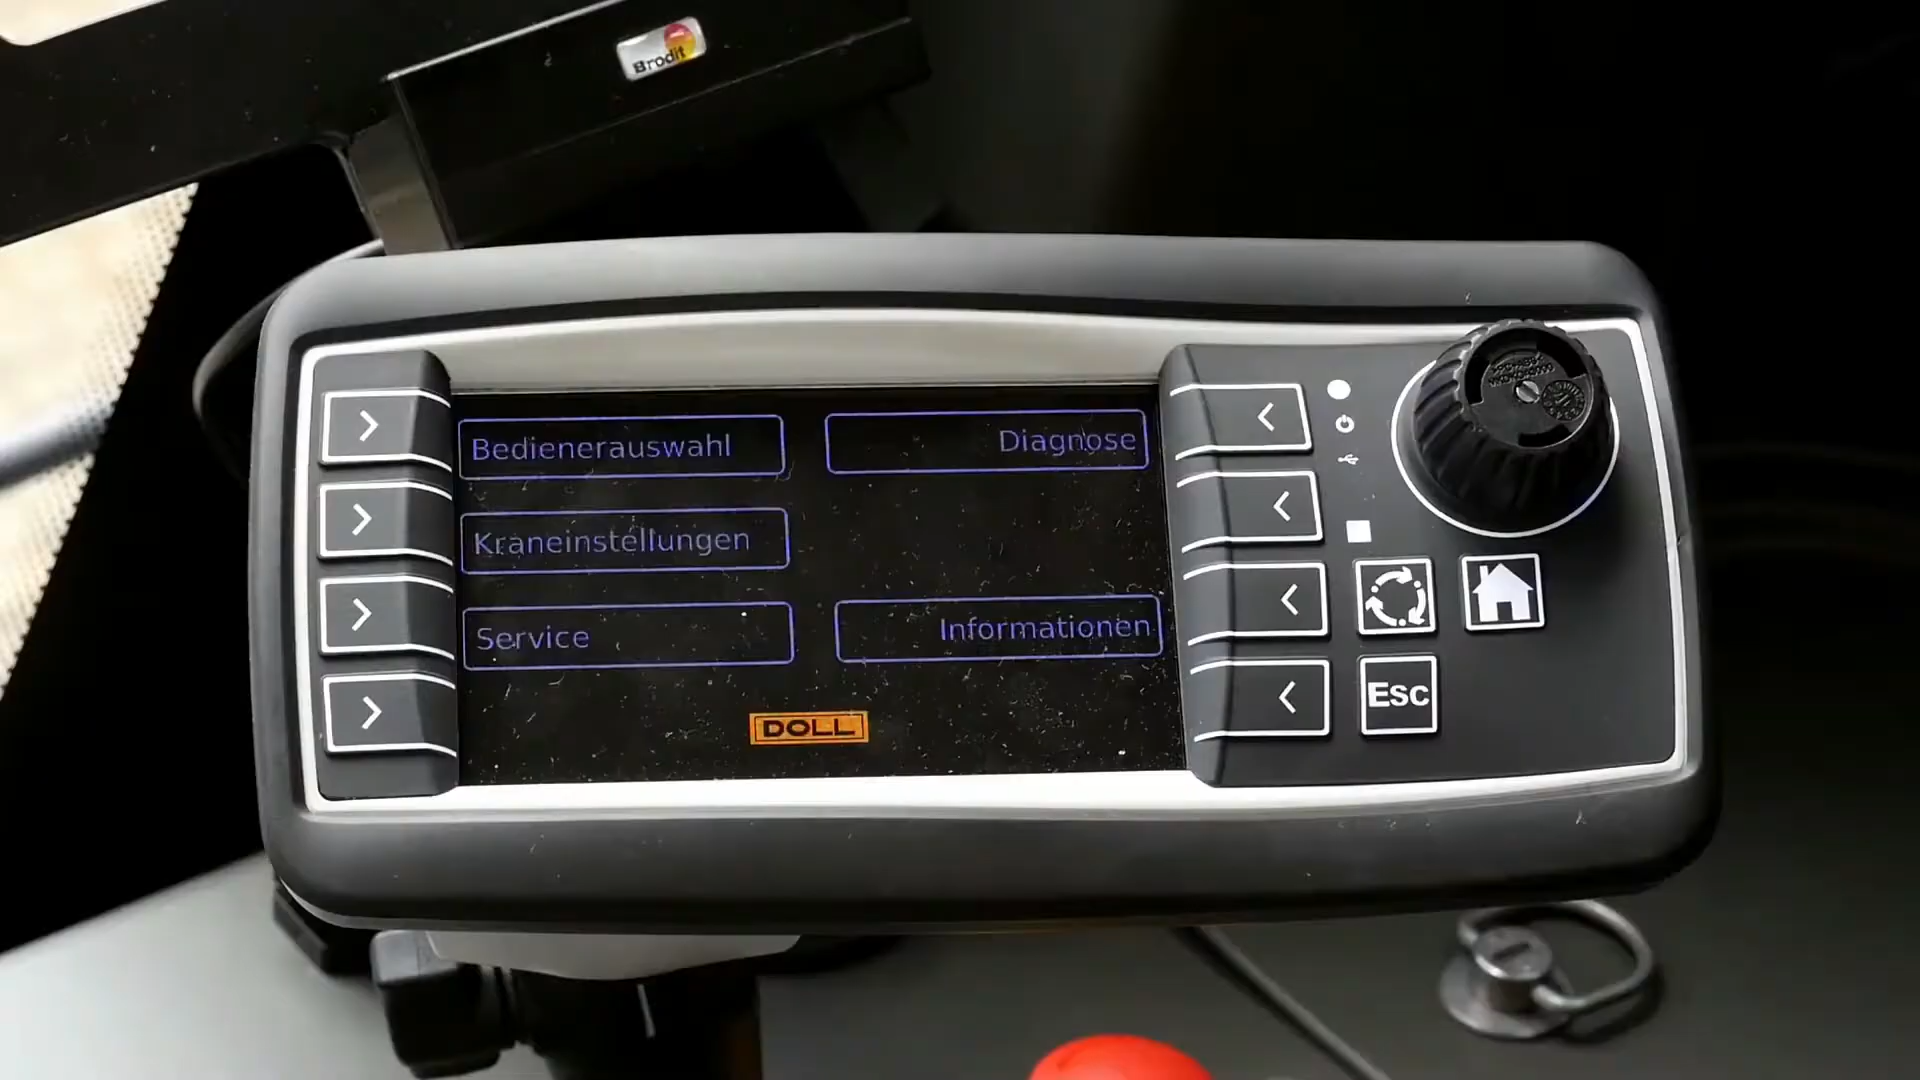 Brodit
Bedienerauswahl
Diagnose
Kraneinstellungen
Service
Informationen
DOLL
Esc